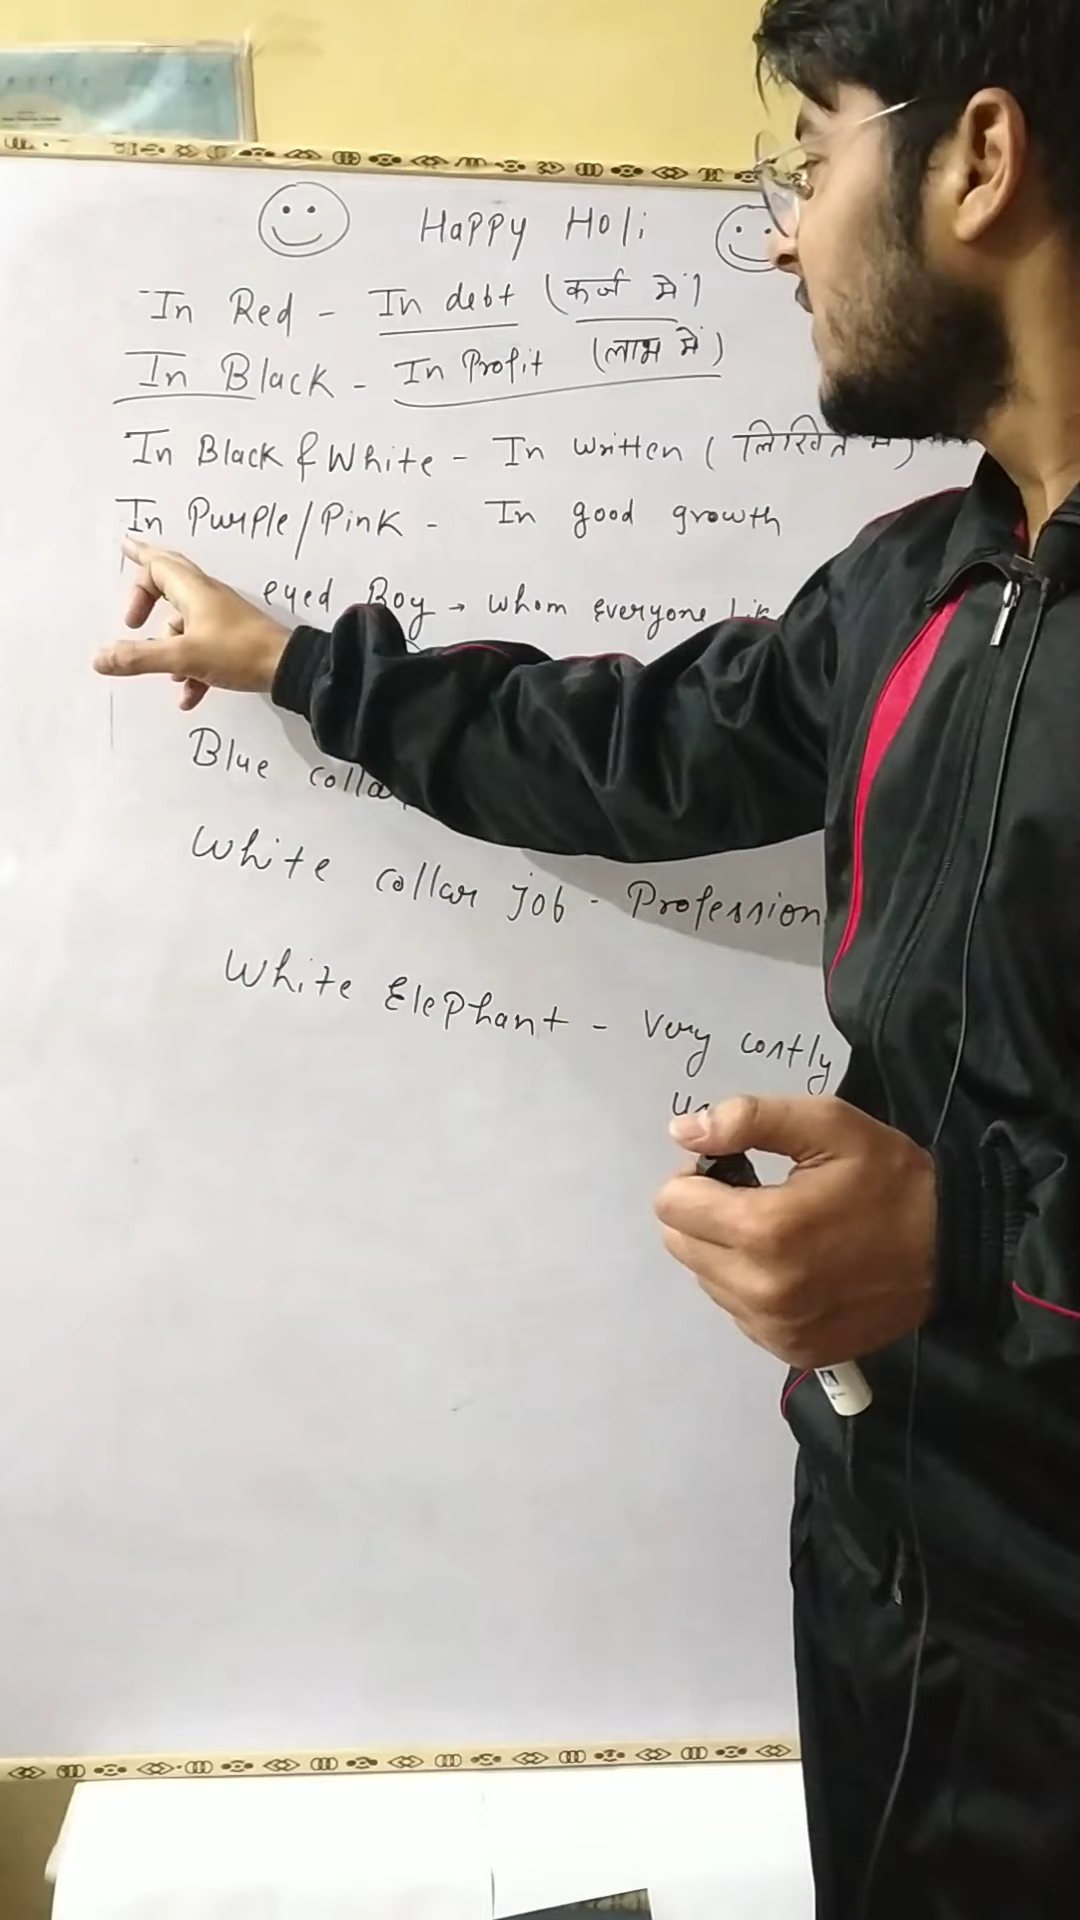 Happy Holi
In Red - In debt (कर्ज में)
In Black - In Profit (लाभ में)
In Black & White - In written (लिखित में)
In Purple/Pink - In good growth
eyed Boy → whom everyone
Blue
White collar job - Profession
White Elephant - Very costly